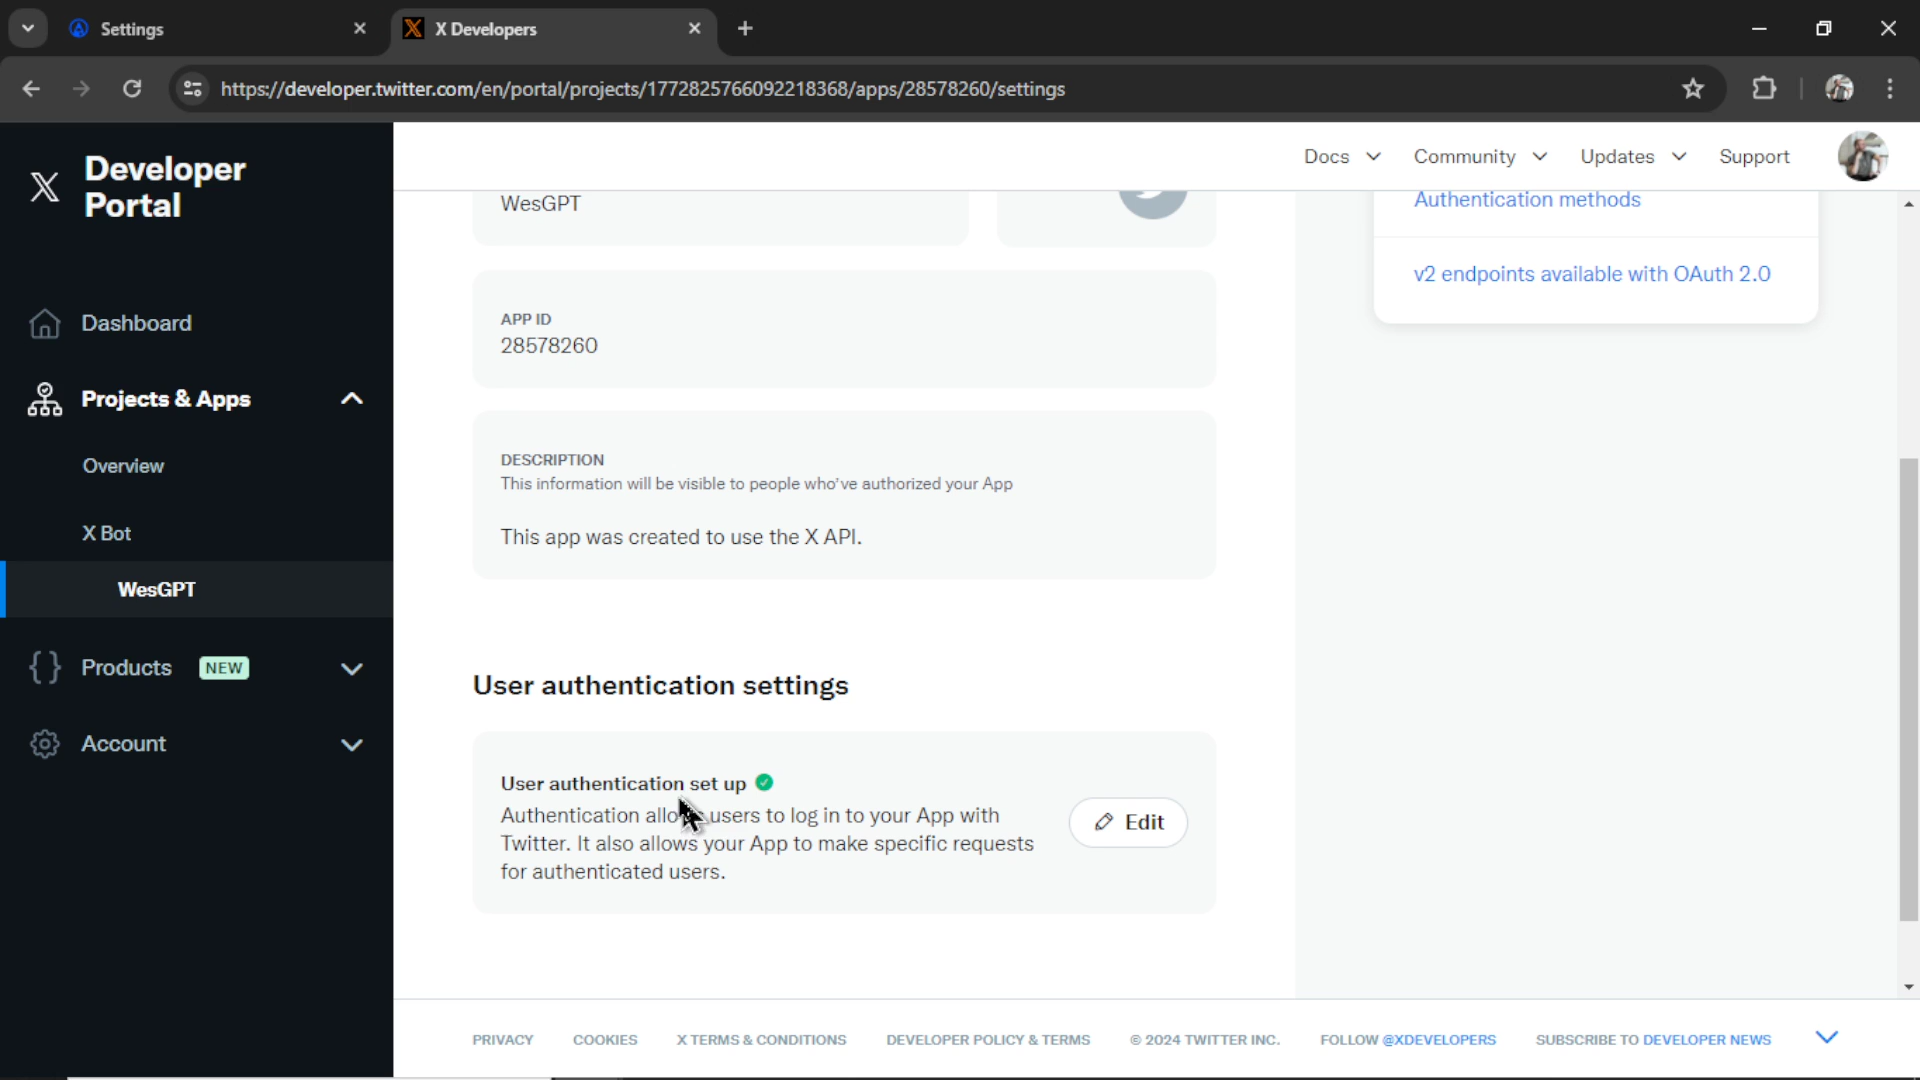 Settings
X Developers
https://developer.twitter.com/en/portal/projects/1772825766092218368/apps/28578260/settings
Developer
Portal
Docs
Community
Updates
Support
Dashboard
Projects & Apps
Overview
X Bot
WesGPT
Products NEW
Account
WesGPT
APP ID
28578260
DESCRIPTION
This information will be visible to people who've authorized your App
This app was created to use the X API.
User authentication settings
User authentication set up
Authentication allows users to log in to your App with
Twitter. It also allows your App to make specific requests
for authenticated users.
Edit
Authentication methods
v2 endpoints available with OAuth 2.0
PRIVACY
COOKIES
X TERMS & CONDITIONS
DEVELOPER POLICY & TERMS
© 2024 TWITTER INC.
FOLLOW @XDEVELOPERS
SUBSCRIBE TO DEVELOPER NEWS